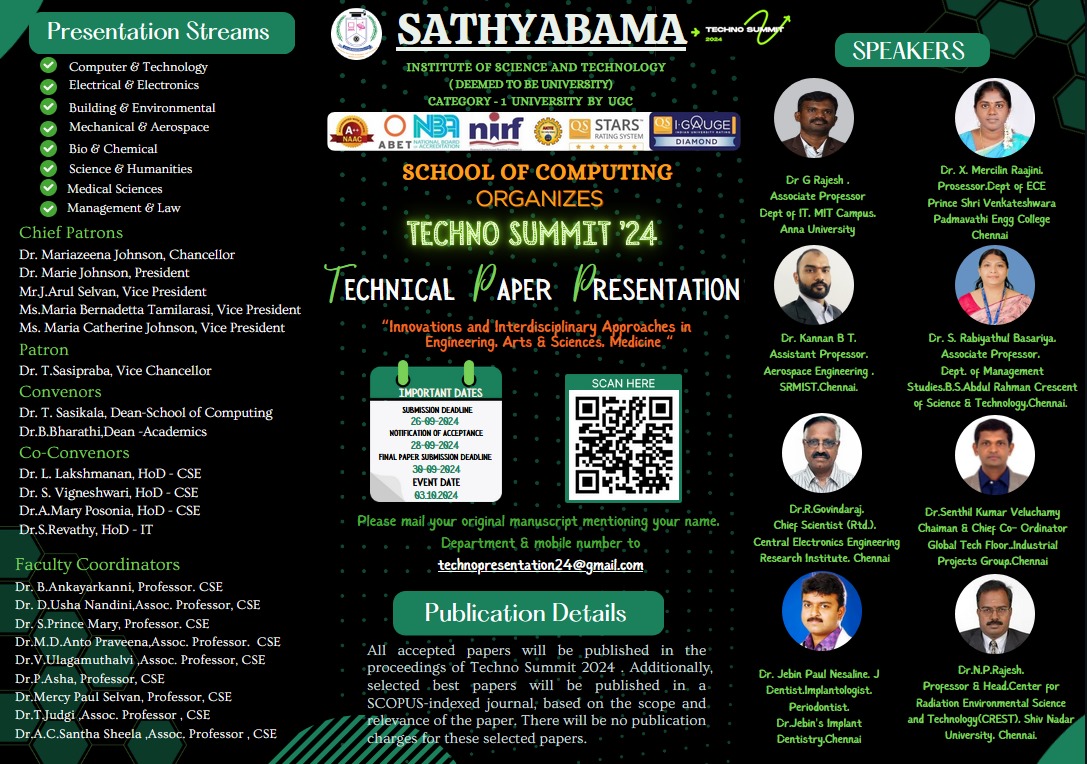 Presentation Streams
Computer & Technology
Electrical & Electronics
Building & Environmental
Mechanical & Aerospace
Bio & Chemical
Science & Humanities
Medical Sciences
Management & Law
Chief Patrons
Dr. Mariazeena Johnson, Chancellor
Dr. Marie Johnson, President
Mr.J.Arul Selvan, Vice President
Ms.Maria Bernadetta Tamilarasi, Vice President
Ms. Maria Catherine Johnson, Vice President
Patron
Dr. T.Sasipraba, Vice Chancellor
Convenors
Dr. T. Sasikala, Dean-School of Computing
Dr.B.Bharathi,Dean -Academics
Co-Convenors
Dr. L. Lakshmanan, HoD - CSE
Dr. S. Vigneshwari, HoD - CSE
Dr.A.Mary Posonia, HoD - CSE
Dr.S.Revathy, HoD - IT
Faculty Coordinators
Dr. B.Ankayarkanni, Professor. CSE
Dr. D.Usha Nandini,Assoc. Professor, CSE
Dr. S.Prince Mary, Professor. CSE
Dr.M.D.Anto Praveena,Assoc. Professor. CSE
Dr.V.Ulagamuthalvi ,Assoc. Professor, CSE
Dr.P.Asha, Professor, CSE
Dr.Mercy Paul Selvan, Professor, CSE
Dr.T.Judgi ,Assoc. Professor , CSE
Dr.A.C.Santha Sheela ,Assoc. Professor , CSE
SATHYABAMA
TECHNO SUMMIT
2024
INSTITUTE OF SCIENCE AND TECHNOLOGY
( DEEMED TO BE UNIVERSITY)
CATEGORY - 1 UNIVERSITY BY UGC
A++
NAAC
ABET
NBA
NATIONAL BOARD
OF ACCREDITATION
nirf
QS STARS
RATING SYSTEM
QS I·GAUGE
INDIAN UNIVERSITY RATING
DIAMOND
SCHOOL OF COMPUTING
ORGANIZES
TECHNO SUMMIT '24
TECHNICAL PAPER PRESENTATION
"Innovations and Interdisciplinary Approaches in
Engineering, Arts & Sciences, Medicine "
IMPORTANT DATES
SUBMISSION DEADLINE
26-09-2024
NOTIFICATION OF ACCEPTANCE
28-09-2024
FINAL PAPER SUBMISSION DEADLINE
30-09-2024
EVENT DATE
03.10.2024
SCAN HERE
Please mail your original manuscript mentioning your name,
Department & mobile number to
technopresentation24@gmail.com
Publication Details
All accepted papers will be published in the
proceedings of Techno Summit 2024 . Additionally,
selected best papers will be published in a
SCOPUS-indexed journal, based on the scope and
relevance of the paper. There will be no publication
charges for these selected papers.
SPEAKERS
Dr G Rajesh .
Associate Professor
Dept of IT, MIT Campus,
Anna University
Dr. X. Mercilin Raajini,
Prosessor.Dept of ECE
Prince Shri Venkateshwara
Padmavathi Engg College
Chennai
Dr. Kannan B T,
Assistant Professor,
Aerospace Engineering ,
SRMIST,Chennai.
Dr. S. Rabiyathul Basariya,
Associate Professor,
Dept. of Management
Studies,B.S.Abdul Rahman Crescent
of Science & Technology,Chennai.
Dr.R.Govindaraj,
Chief Scientist (Rtd.),
Central Electronics Engineering
Research Institute, Chennai
Dr.Senthil Kumar Veluchamy
Chaiman & Chief Co- Ordinator
Global Tech Floor,,Industrial
Projects Group,Chennai
Dr. Jebin Paul Nesaline. J
Dentist,Implantologist,
Periodontist,
Dr.Jebin's Implant
Dentistry,Chennai
Dr.N.P.Rajesh,
Professor & Head,Center for
Radiation Environmental Science
and Technology(CREST), Shiv Nadar
University, Chennai.